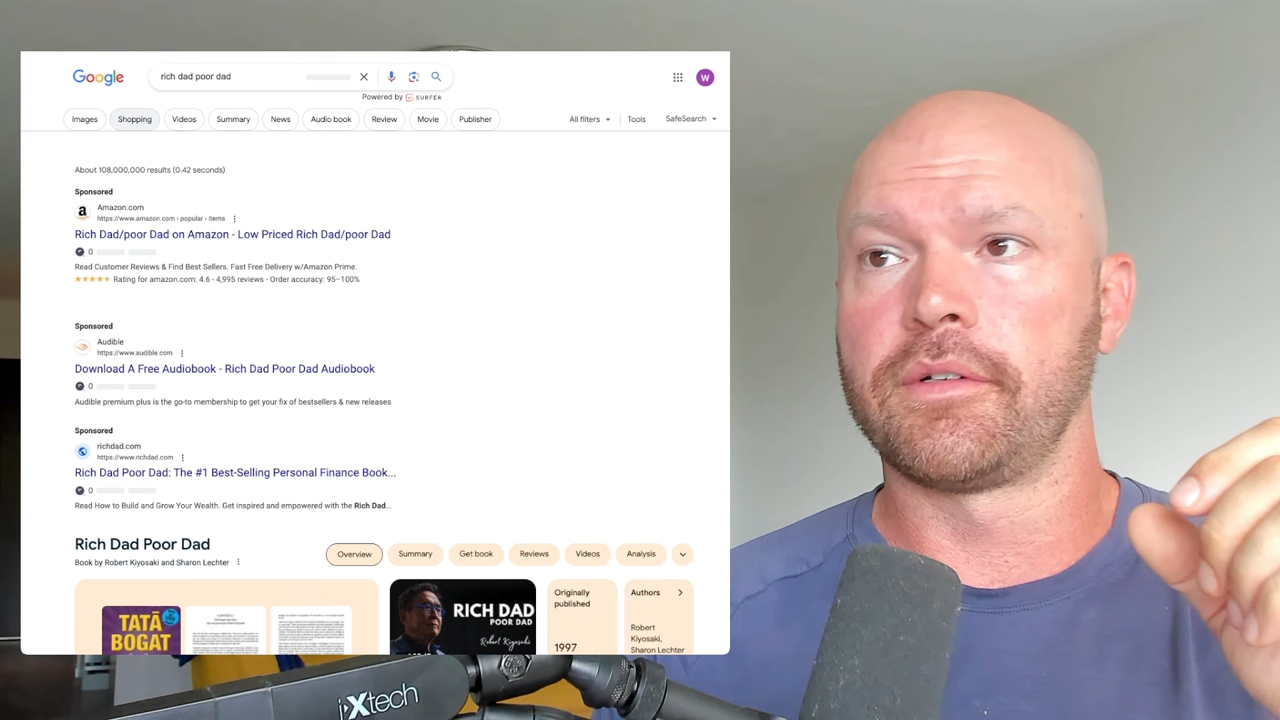 Google
rich dad poor dad
W
Powered by SURFER
Images Shopping Videos Summary News Audio book Review Movie Publisher All filters Tools SafeSearch
About 108,000,000 results (0.42 seconds)
Sponsored
a Amazon.com
https://www.amazon.com › popular › items
Rich Dad/poor Dad on Amazon - Low Priced Rich Dad/poor Dad
0
Read Customer Reviews & Find Best Sellers. Fast Free Delivery w/Amazon Prime.
Rating for amazon.com: 4.6 - 4,995 reviews - Order accuracy: 95–100%
Sponsored
Audible
https://www.audible.com
Download A Free Audiobook - Rich Dad Poor Dad Audiobook
0
Audible premium plus is the go-to membership to get your fix of bestsellers & new releases
Sponsored
richdad.com
https://www.richdad.com
Rich Dad Poor Dad: The #1 Best-Selling Personal Finance Book...
0
Read How to Build and Grow Your Wealth. Get inspired and empowered with the Rich Dad...
Rich Dad Poor Dad
Book by Robert Kiyosaki and Sharon Lechter
Overview Summary Get book Reviews Videos Analysis
TATĂ
BOGAT
RICH DAD
POOR DAD
Robert Kiyosaki
Originally
published
1997
Authors
Robert
Kiyosaki,
Sharon Lechter
iXtech